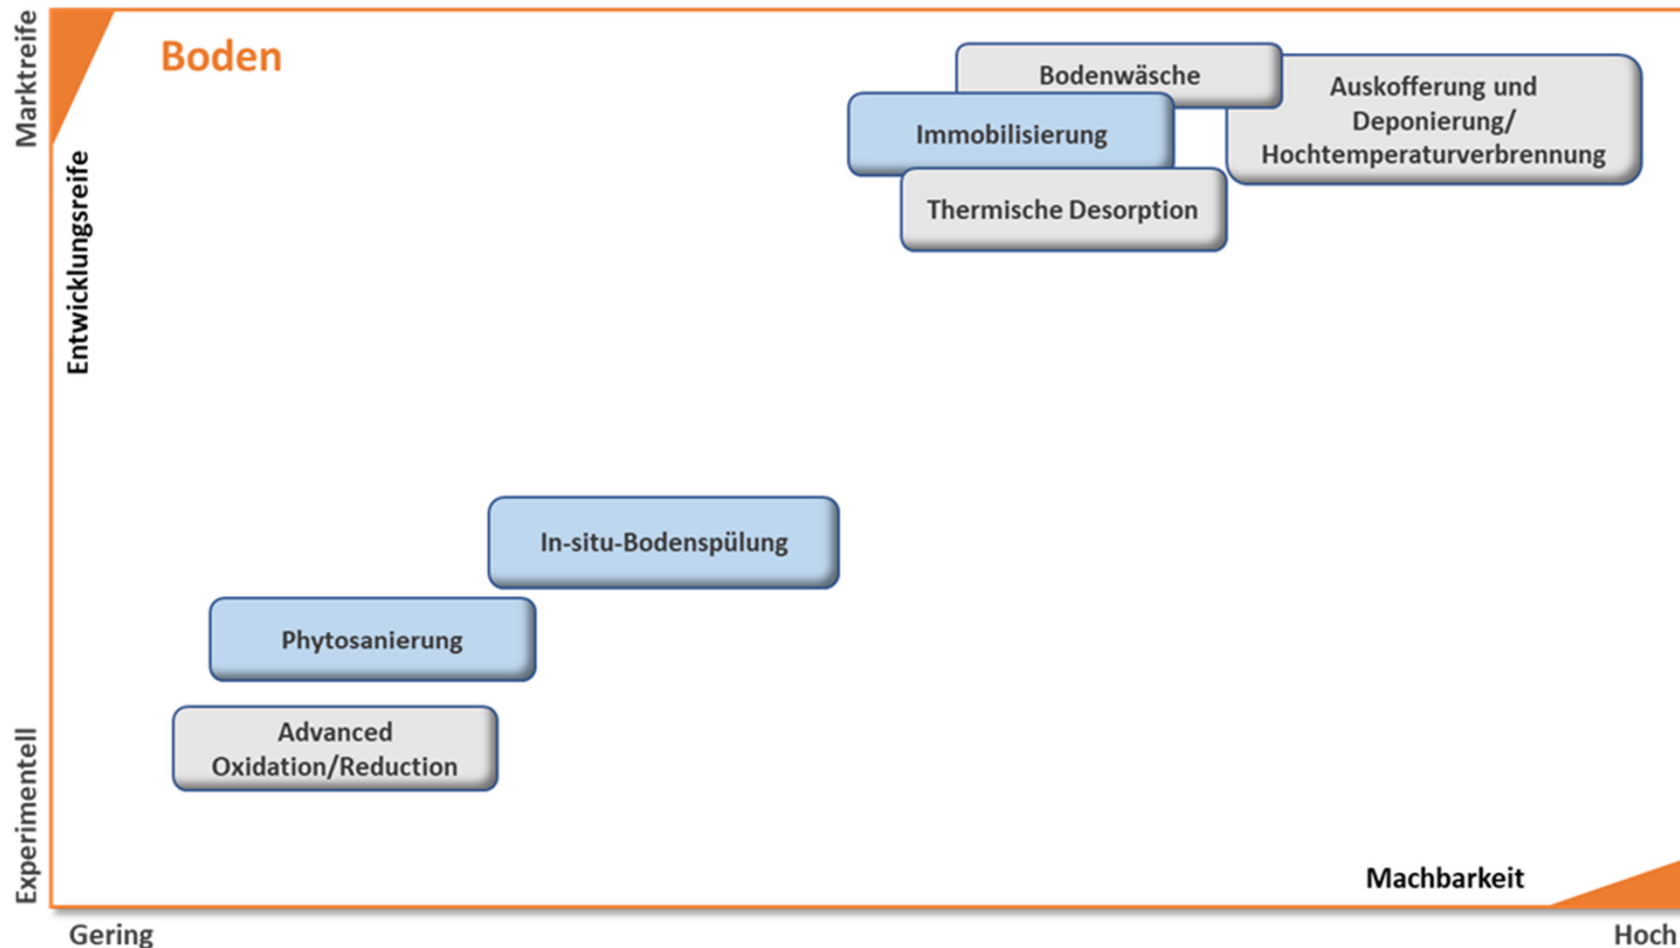 Marktreife
Boden
Bodenwäsche
Auskofferung und
Deponierung/
Hochtemperaturverbrennung
Immobilisierung
Thermische Desorption
Entwicklungsreife
In-situ-Bodenspülung
Phytosanierung
Advanced
Oxidation/Reduction
Experimentell
Machbarkeit
Gering
Hoch